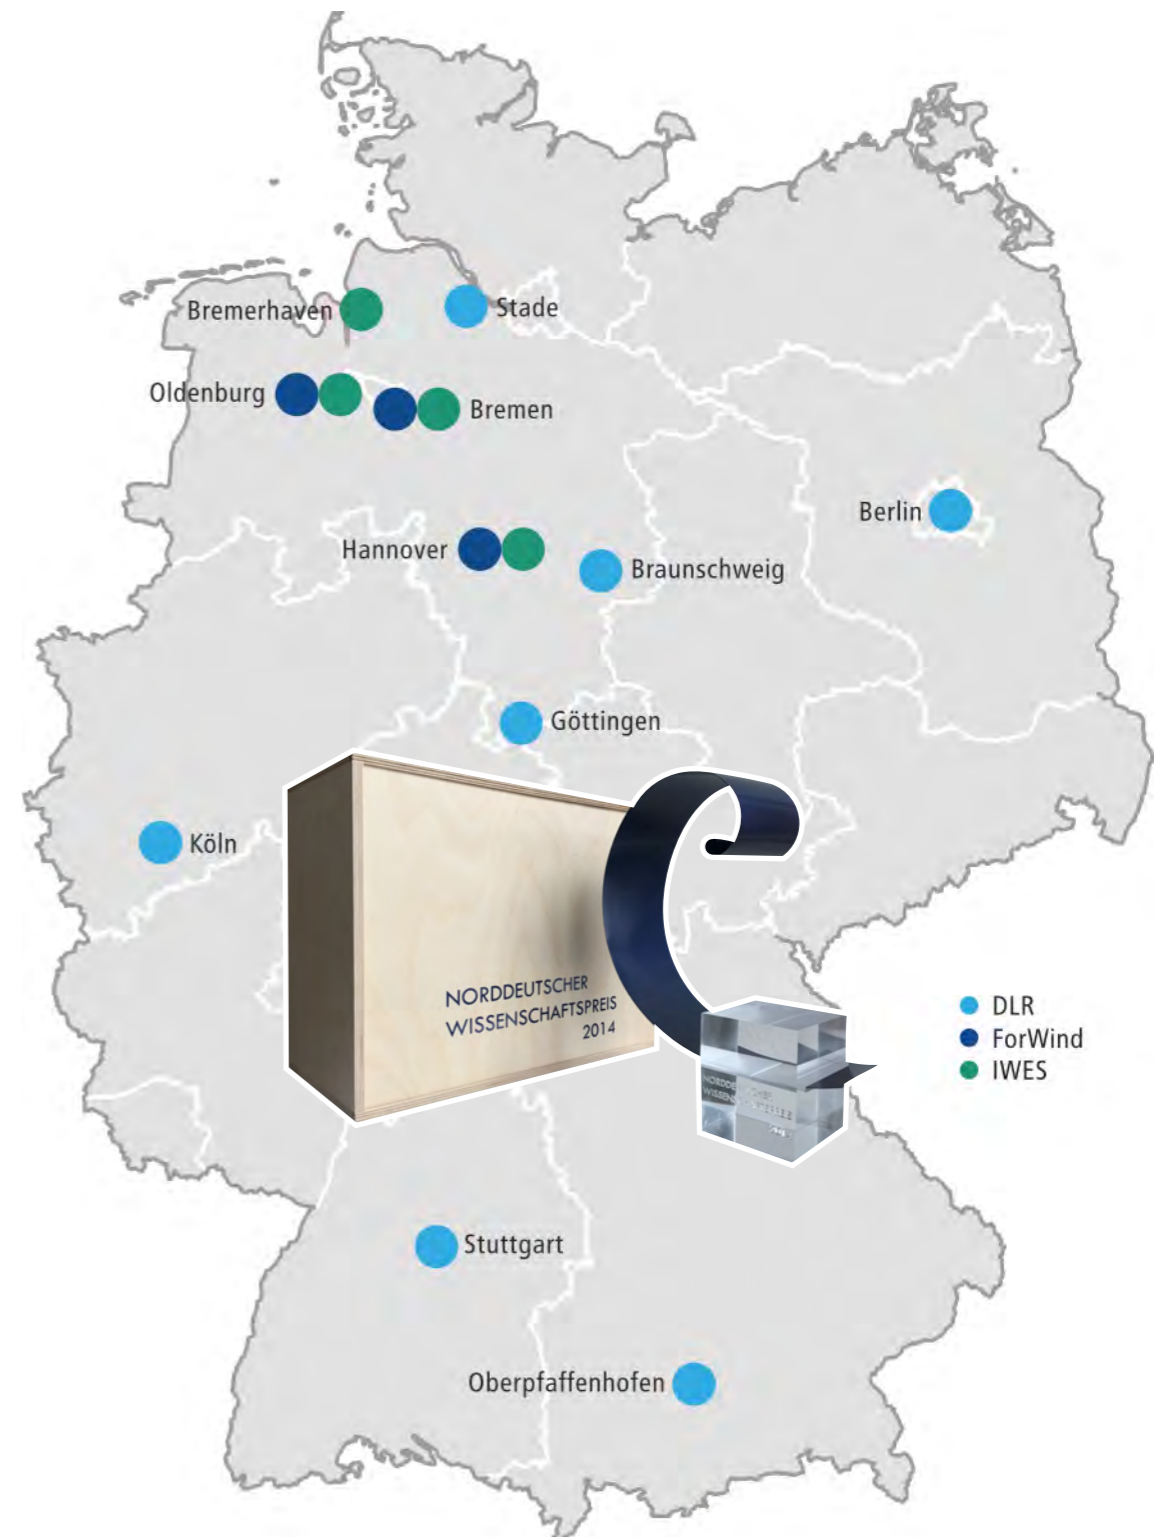 Bremerhaven
Stade
Oldenburg
Bremen
Berlin
Hannover
Braunschweig
Göttingen
Köln
NORDDEUTSCHER
WISSENSCHAFTSPREIS
2014
DLR
ForWind
IWES
Stuttgart
Oberpfaffenhofen